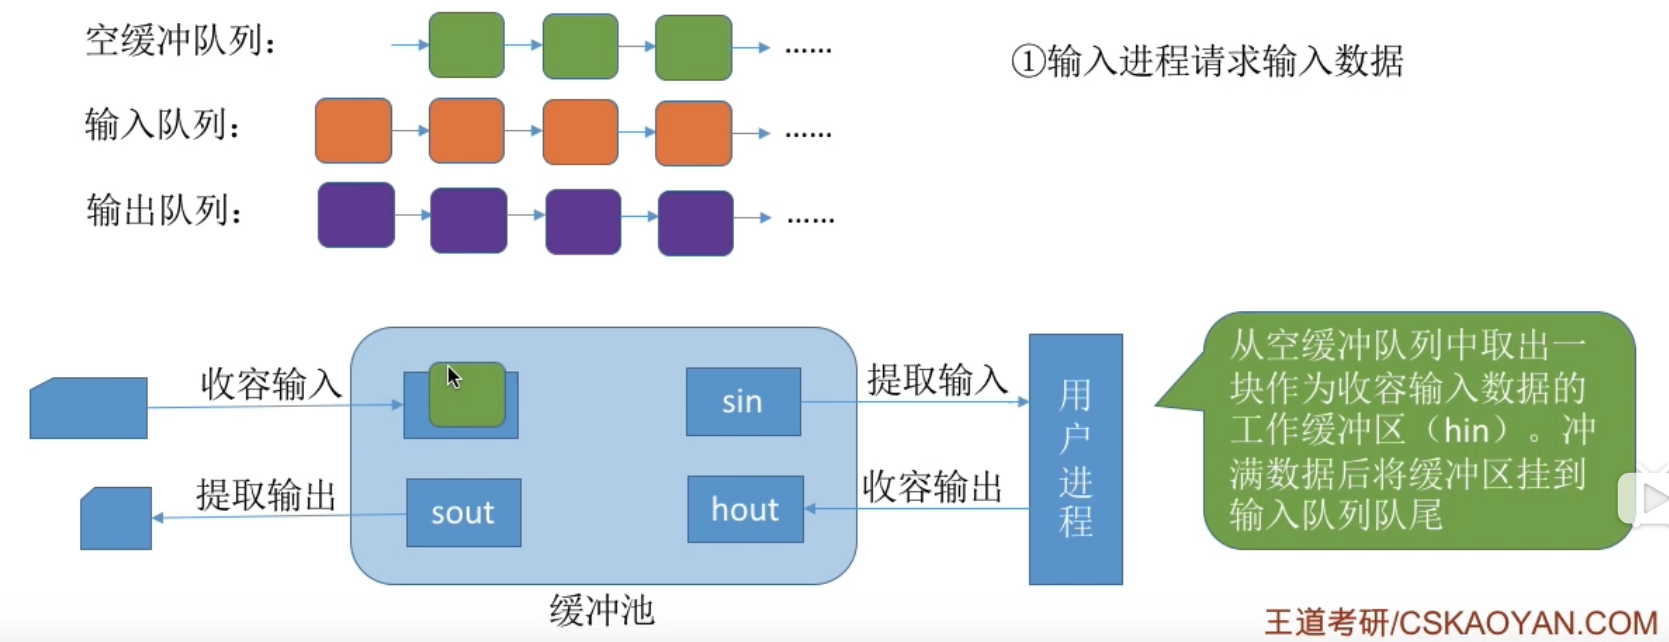 空缓冲队列：
……
①输入进程请求输入数据
输入队列：
……
输出队列：
……
收容输入
sin
提取输入
用户进程
提取输出
sout
hout
收容输出
缓冲池
从空缓冲队列中取出一
块作为收容输入数据的
工作缓冲区（hin）。冲
满数据后将缓冲区挂到
输入队列队尾
王道考研/CSKAOYAN.COM